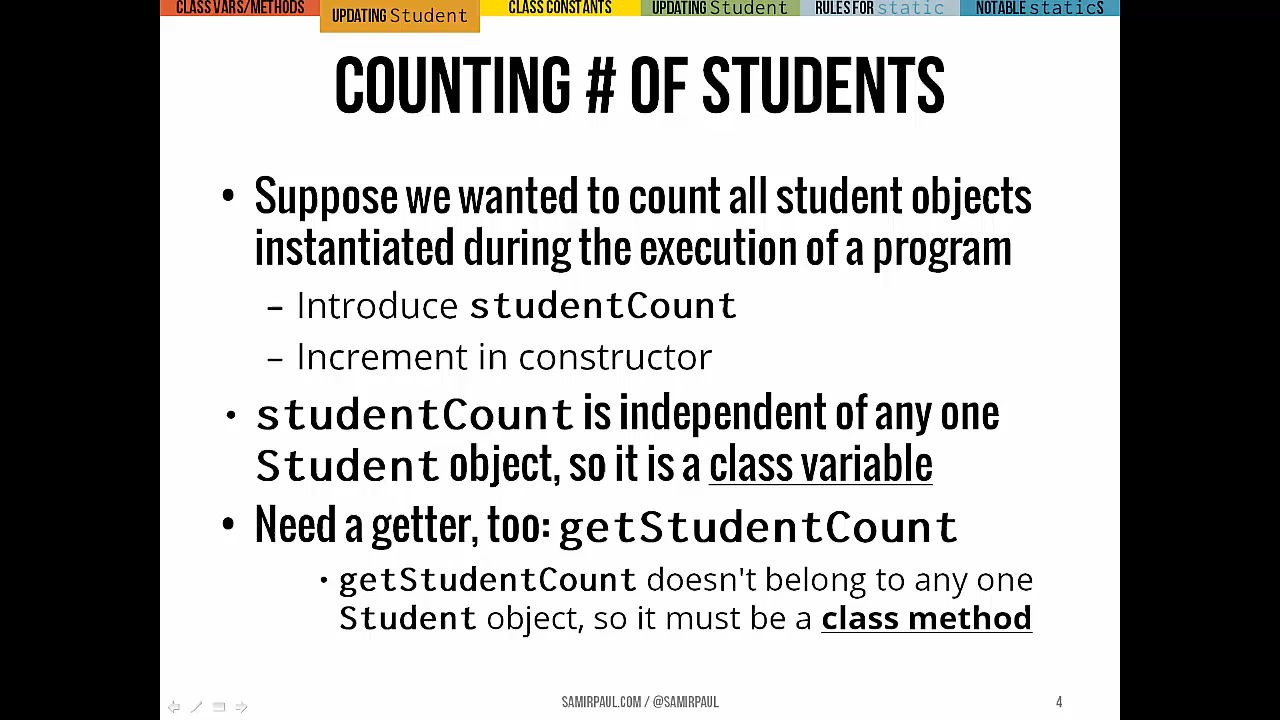 CLASS VARS/METHODS
UPDATING Student
CLASS CONSTANTS
UPDATING Student
RULES FOR static
NOTABLE staticS
COUNTING # OF STUDENTS
• Suppose we wanted to count all student objects
instantiated during the execution of a program
– Introduce studentCount
– Increment in constructor
• studentCount is independent of any one
Student object, so it is a class variable
• Need a getter, too: getStudentCount
• getStudentCount doesn't belong to any one
Student object, so it must be a class method
SAMIRPAUL.COM / @SAMIRPAUL
4